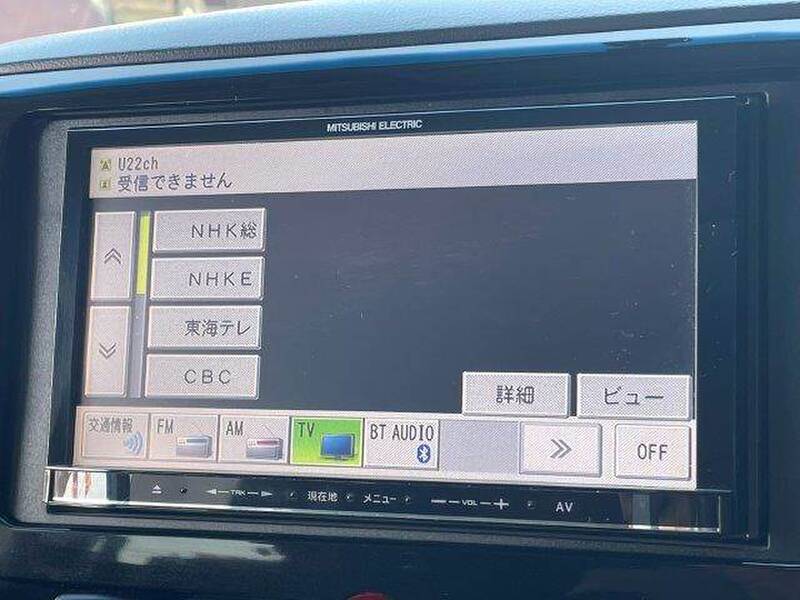 MITSUBISHI ELECTRIC
U22ch
受信できません
NHK総
NHKE
東海テレ
CBC
詳細
ビュー
交通情報
FM
AM
TV
BT AUDIO
OFF
TRK
現在地
メニュー
VOL
AV